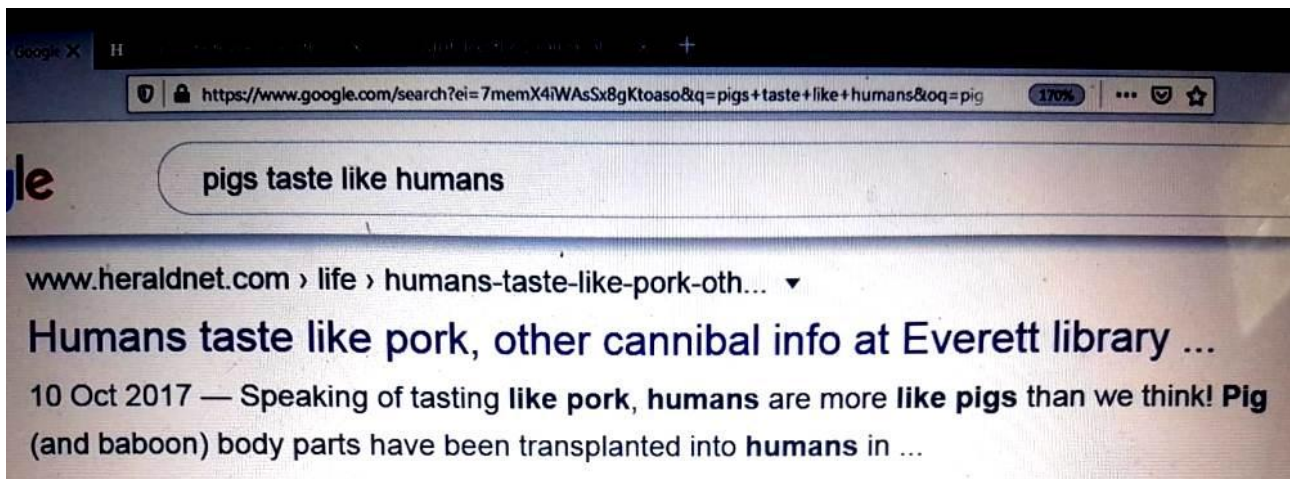 Google
H
https://www.google.com/search?ei=7memX4iWAsSx8gKtoaso&q=pigs+taste+like+humans&oq=pig 170%
le pigs taste like humans
www.heraldnet.com › life › humans-taste-like-pork-oth...
Humans taste like pork, other cannibal info at Everett library ...
10 Oct 2017 — Speaking of tasting like pork, humans are more like pigs than we think! Pig
(and baboon) body parts have been transplanted into humans in ...